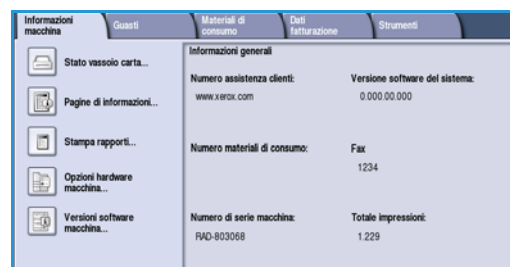 Informazioni
macchina
Guasti
Materiali di
consumo
Dati
fatturazione
Strumenti
Stato vassoio carta...
Pagine di informazioni...
Stampa rapporti...
Opzioni hardware
macchina...
Versioni software
macchina...
Informazioni generali
Numero assistenza clienti:
Versione software del sistema:
www.xerox.com
0.000.00.000
Numero materiali di consumo:
Fax
1234
Numero di serie macchina:
Totale impressioni:
RAD-803068
1.229